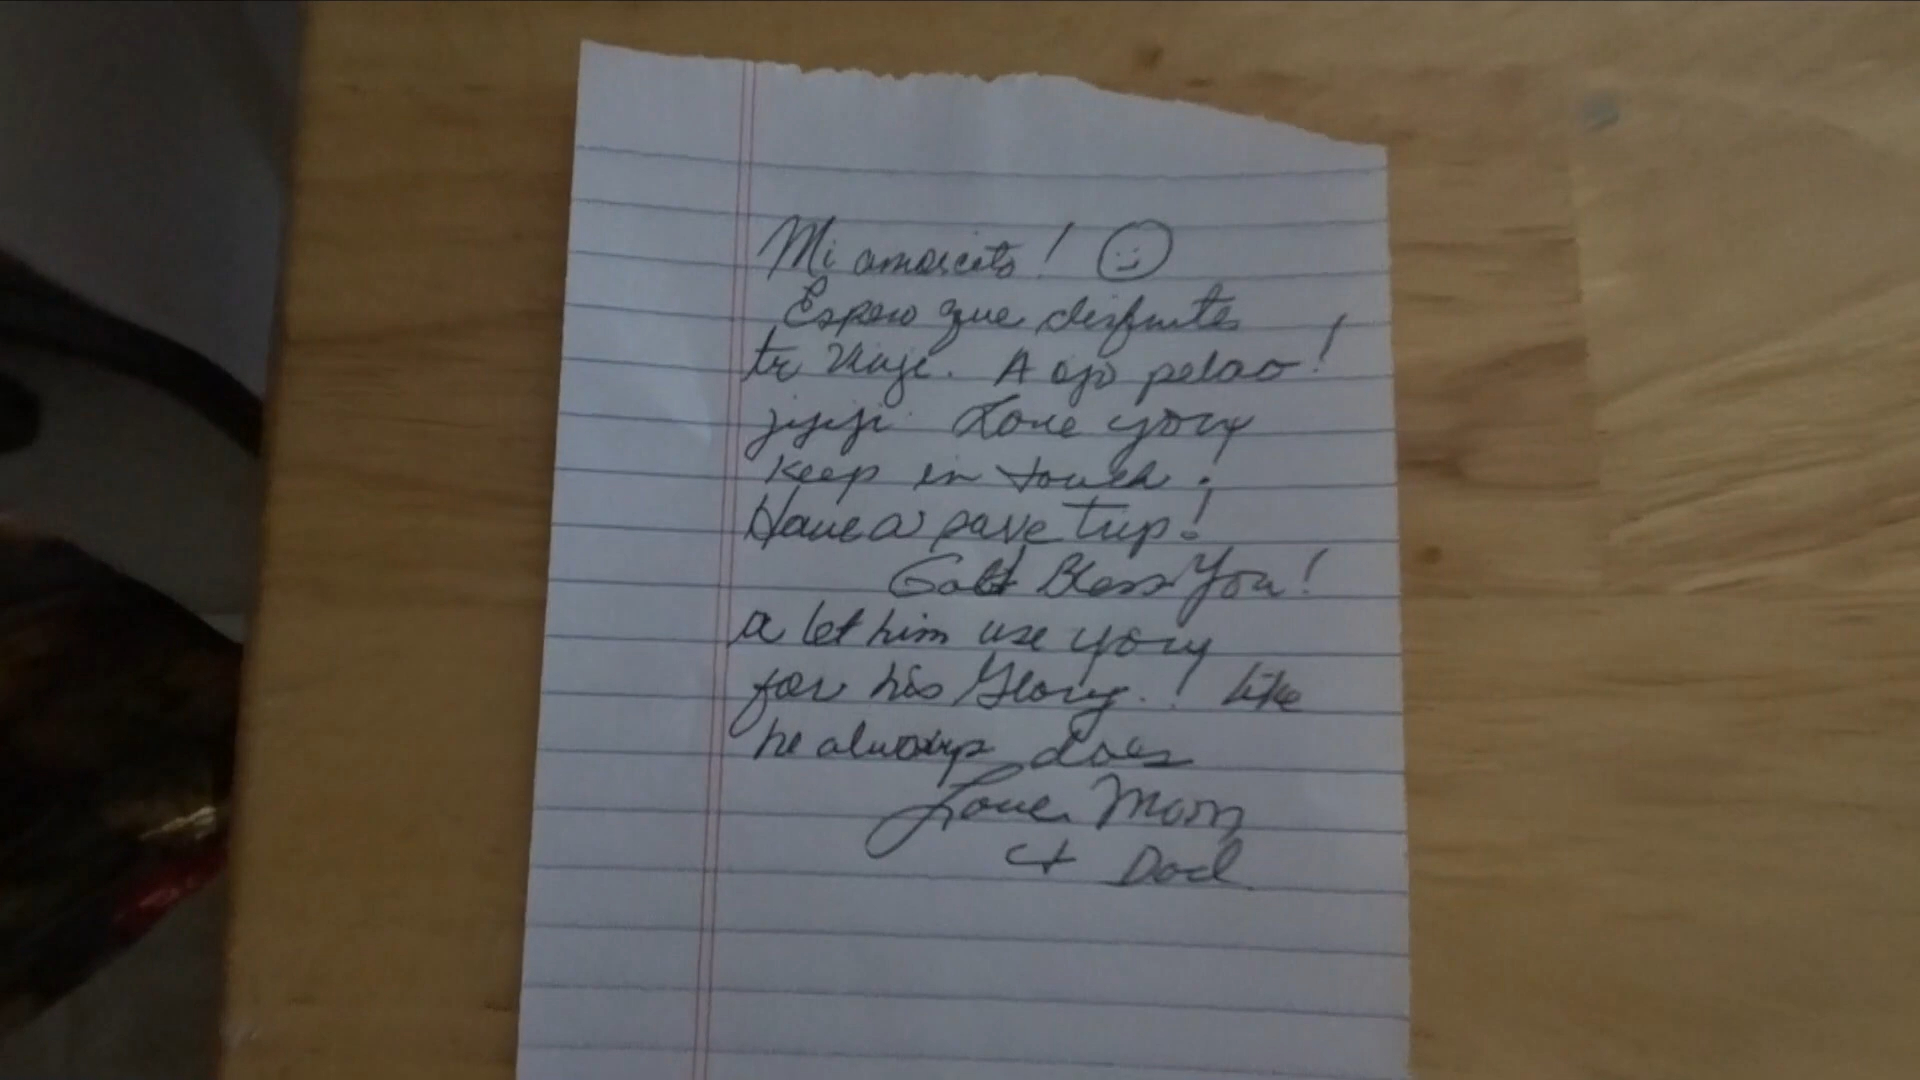 Mi amorcito!
Espero que disfrutes
tu viaje. A ojo pelao!
jijiji Love you
Keep in touch.
Have a save trip!
God Bless You!
a let him use you
for his Glory.! like
he always does
Love Mom
& Dad